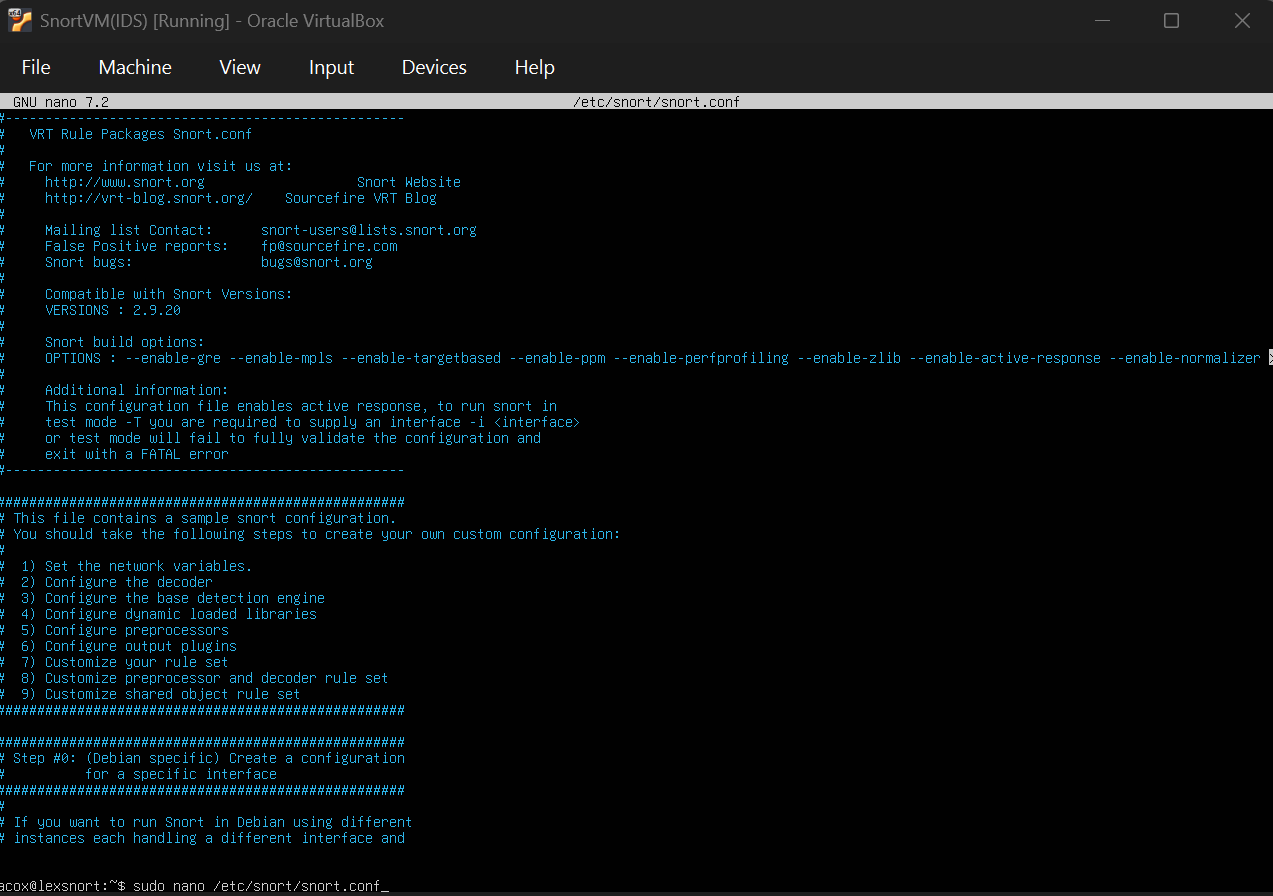 SnortVM(IDS) [Running] - Oracle VirtualBox
File Machine View Input Devices Help
GNU nano 7.2 /etc/snort/snort.conf
#--------------------------------------------------
# VRT Rule Packages Snort.conf
#
# For more information visit us at:
# http://www.snort.org Snort Website
# http://vrt-blog.snort.org/ Sourcefire VRT Blog
#
# Mailing list Contact: snort-users@lists.snort.org
# False Positive reports: fp@sourcefire.com
# Snort bugs: bugs@snort.org
#
# Compatible with Snort Versions:
# VERSIONS : 2.9.20
#
# Snort build options:
# OPTIONS : --enable-gre --enable-mpls --enable-targetbased --enable-ppm --enable-perfprofiling --enable-zlib --enable-active-response --enable-normalizer >
#
# Additional information:
# This configuration file enables active response, to run snort in
# test mode -T you are required to supply an interface -i <interface>
# or test mode will fail to fully validate the configuration and
# exit with a FATAL error
#--------------------------------------------------
###################################################
# This file contains a sample snort configuration.
# You should take the following steps to create your own custom configuration:
#
# 1) Set the network variables.
# 2) Configure the decoder
# 3) Configure the base detection engine
# 4) Configure dynamic loaded libraries
# 5) Configure preprocessors
# 6) Configure output plugins
# 7) Customize your rule set
# 8) Customize preprocessor and decoder rule set
# 9) Customize shared object rule set
###################################################
###################################################
# Step #0: (Debian specific) Create a configuration
# for a specific interface
###################################################
#
# If you want to run Snort in Debian using different
# instances each handling a different interface and
acox@lexsnort:~$ sudo nano /etc/snort/snort.conf_